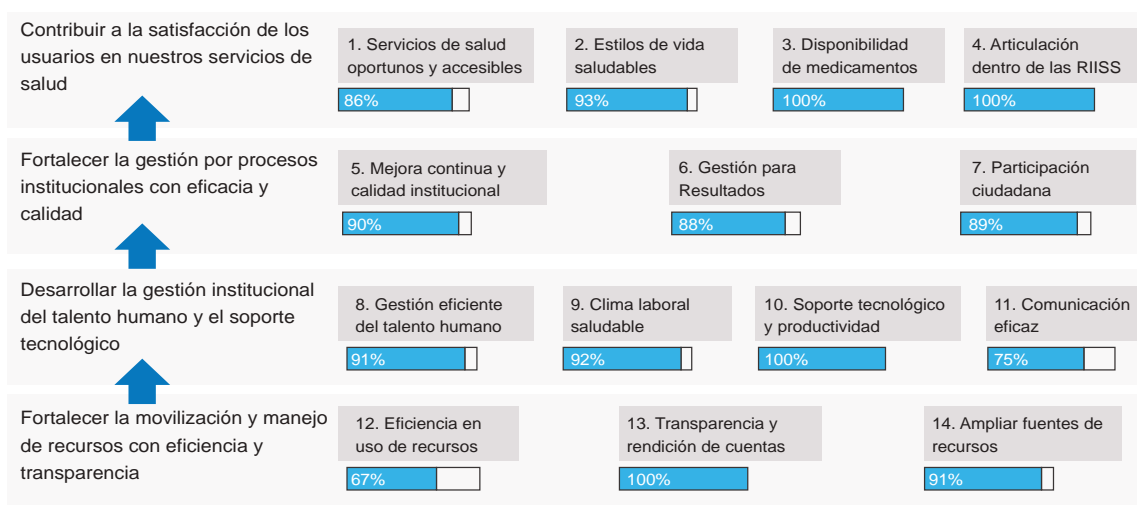 Contribuir a la satisfacción de los
usuarios en nuestros servicios de
salud
1. Servicios de salud
oportunos y accesibles
86%
2. Estilos de vida
saludables
93%
3. Disponibilidad
de medicamentos
100%
4. Articulación
dentro de las RIISS
100%
Fortalecer la gestión por procesos
institucionales con eficacia y
calidad
5. Mejora continua y
calidad institucional
90%
6. Gestión para
Resultados
88%
7. Participación
ciudadana
89%
Desarrollar la gestión institucional
del talento humano y el soporte
tecnológico
8. Gestión eficiente
del talento humano
91%
9. Clima laboral
saludable
92%
10. Soporte tecnológico
y productividad
100%
11. Comunicación
eficaz
75%
Fortalecer la movilización y manejo
de recursos con eficiencia y
transparencia
12. Eficiencia en
uso de recursos
67%
13. Transparencia y
rendición de cuentas
100%
14. Ampliar fuentes de
recursos
91%